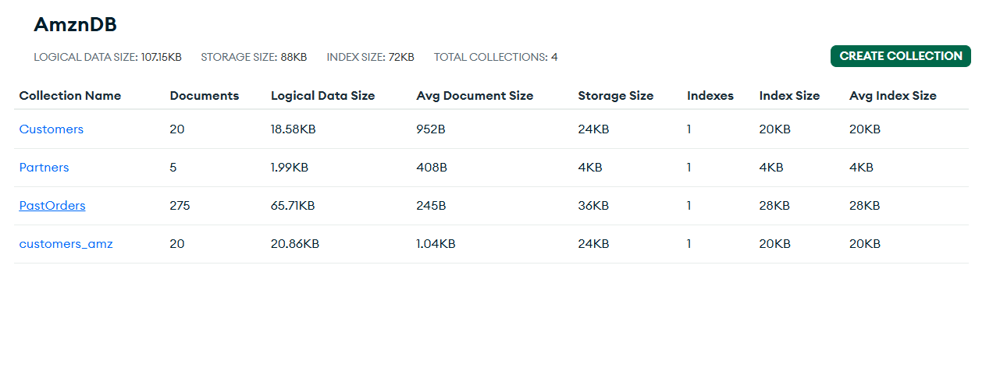 AmznDB
LOGICAL DATA SIZE: 107.15KB STORAGE SIZE: 88KB INDEX SIZE: 72KB TOTAL COLLECTIONS: 4 CREATE COLLECTION
Collection Name Documents Logical Data Size Avg Document Size Storage Size Indexes Index Size Avg Index Size
Customers 20 18.58KB 952B 24KB 1 20KB 20KB
Partners 5 1.99KB 408B 4KB 1 4KB 4KB
PastOrders 275 65.71KB 245B 36KB 1 28KB 28KB
customers_amz 20 20.86KB 1.04KB 24KB 1 20KB 20KB